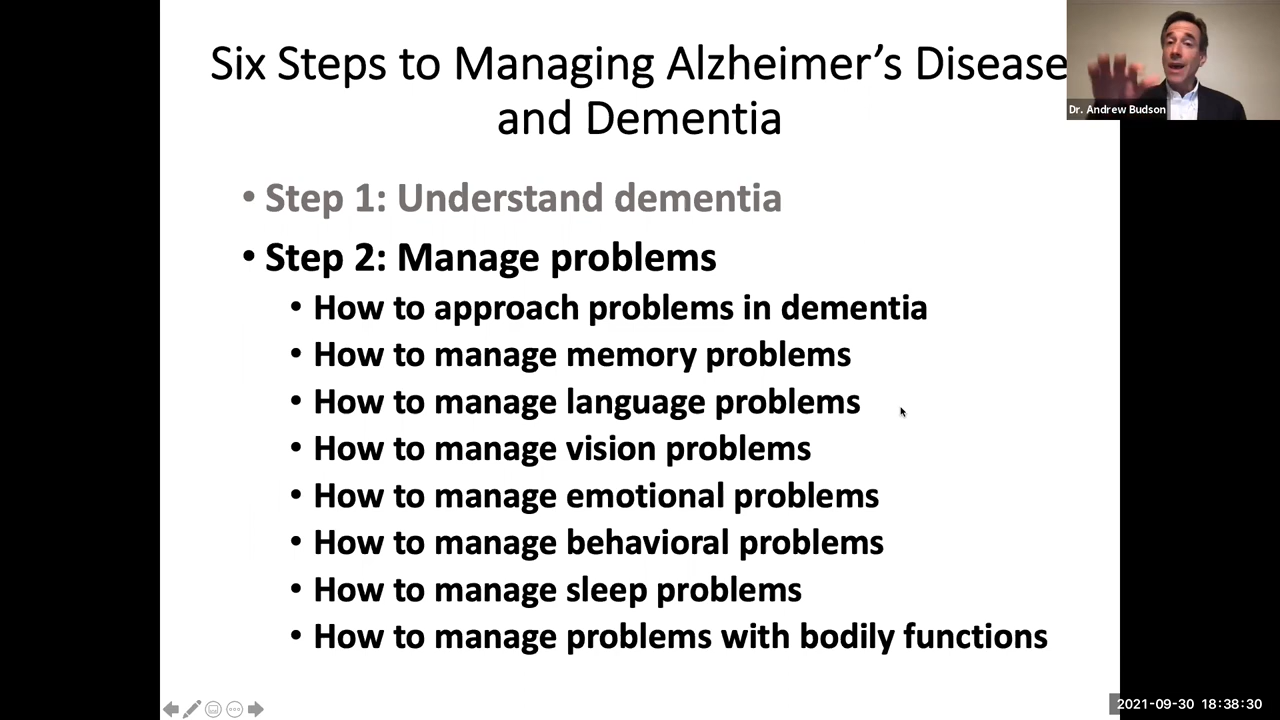 Six Steps to Managing Alzheimer’s Disease
and Dementia
Dr. Andrew Budson
• Step 1: Understand dementia
• Step 2: Manage problems
• How to approach problems in dementia
• How to manage memory problems
• How to manage language problems
• How to manage vision problems
• How to manage emotional problems
• How to manage behavioral problems
• How to manage sleep problems
• How to manage problems with bodily functions
2021-09-30 18:38:30